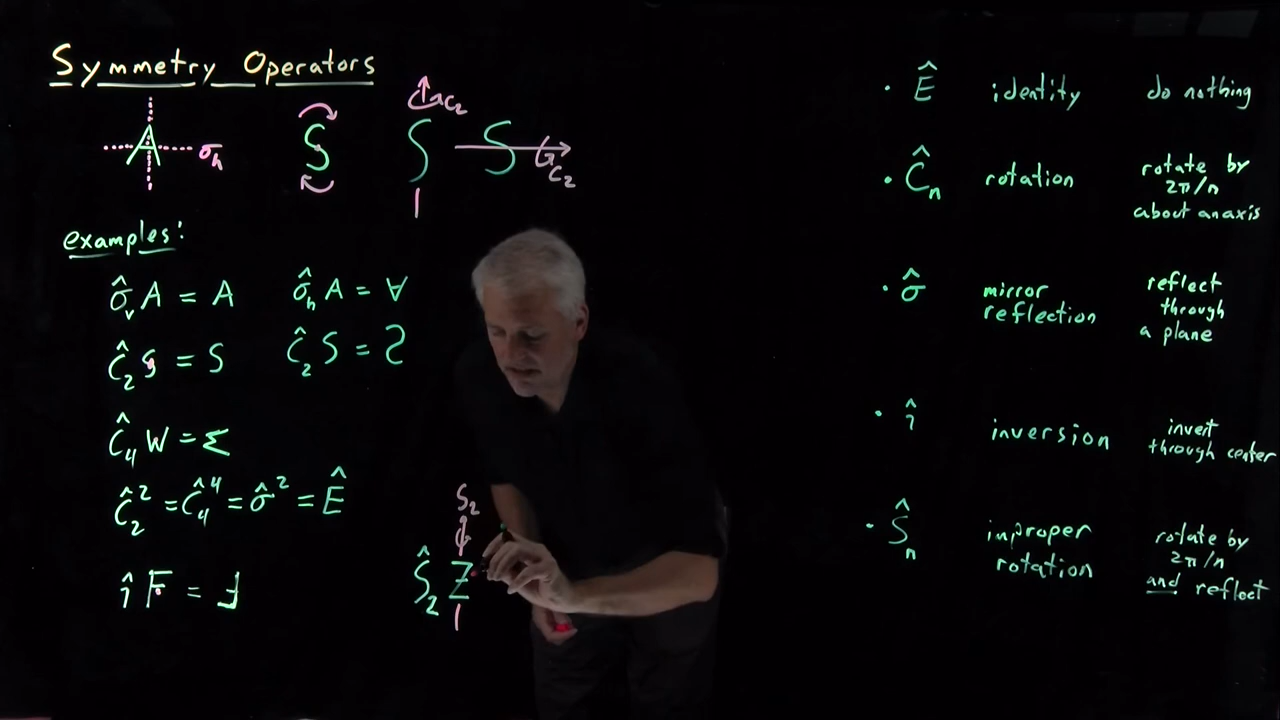 Symmetry Operators
A σh
S
S C2
S C2
examples:
σ̂v A = A
σ̂h A = ∀
Ĉ2 S = S
Ĉ2 S = Ƨ
Ĉ4 W = Σ
Ĉ2² = Ĉ4⁴ = σ̂² = Ê
î F = Ⅎ
S2
Ŝ2 Z
· Ê identity do nothing
· Ĉn rotation rotate by 2π/n about an axis
· σ̂ mirror reflection reflect through a plane
· î inversion invert through center
· Ŝn improper rotation rotate by 2π/n and reflect